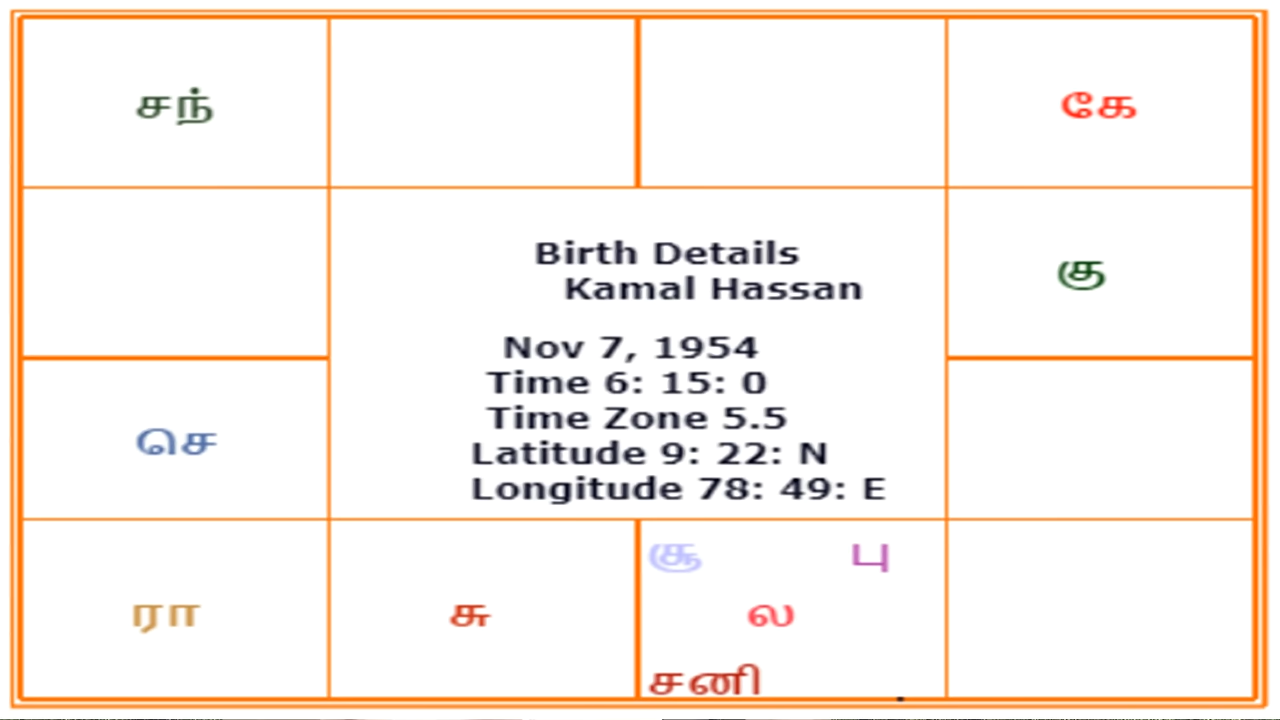 சந்
கே
Birth Details
Kamal Hassan
கு
Nov 7, 1954
Time 6: 15: 0
Time Zone 5.5
Latitude 9: 22: N
செ
Longitude 78: 49: E
சூ
பு
ரா
சு
ல
சனி